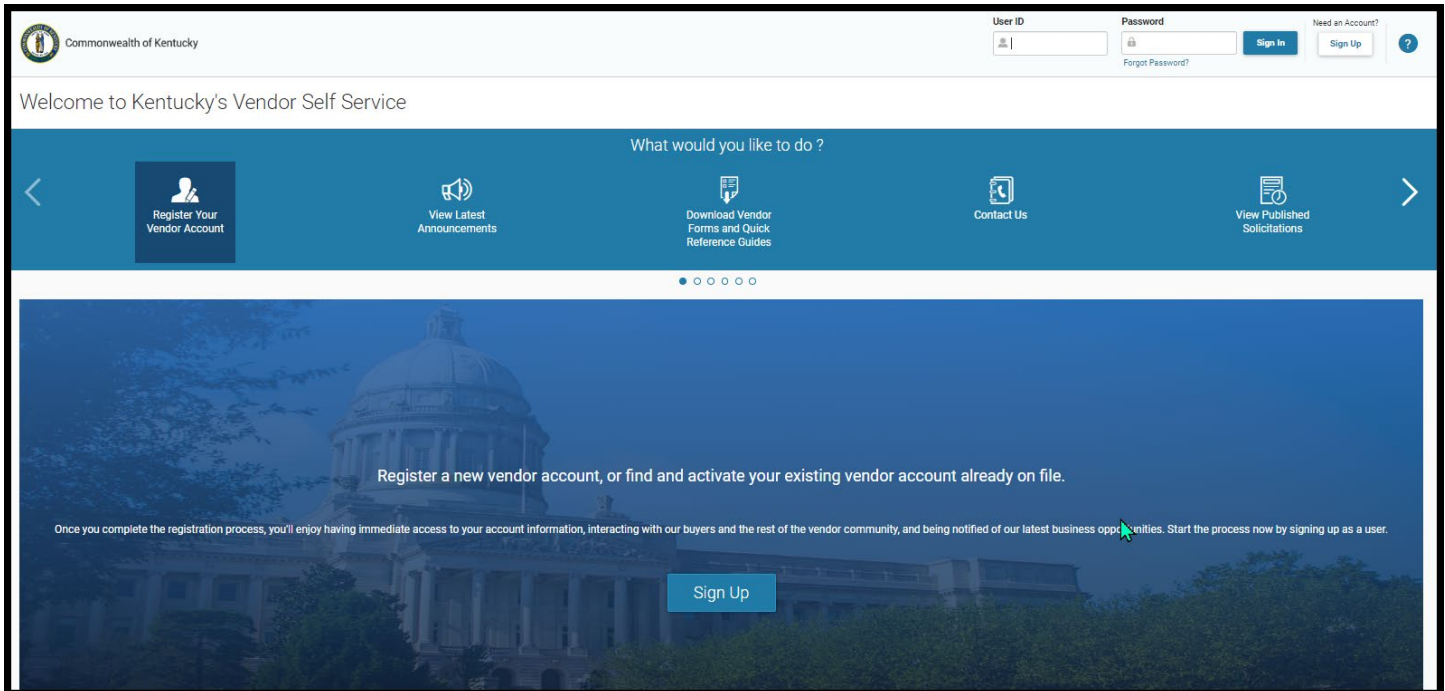 Commonwealth of Kentucky
User ID
Password
Need an Account?
Sign In
Sign Up
?
Forgot Password?
Welcome to Kentucky's Vendor Self Service
What would you like to do ?
Register Your
Vendor Account
View Latest
Announcements
Download Vendor
Forms and Quick
Reference Guides
Contact Us
View Published
Solicitations
Register a new vendor account, or find and activate your existing vendor account already on file.
Once you complete the registration process, you'll enjoy having immediate access to your account information, interacting with our buyers and the rest of the vendor community, and being notified of our latest business opportunities. Start the process now by signing up as a user.
Sign Up